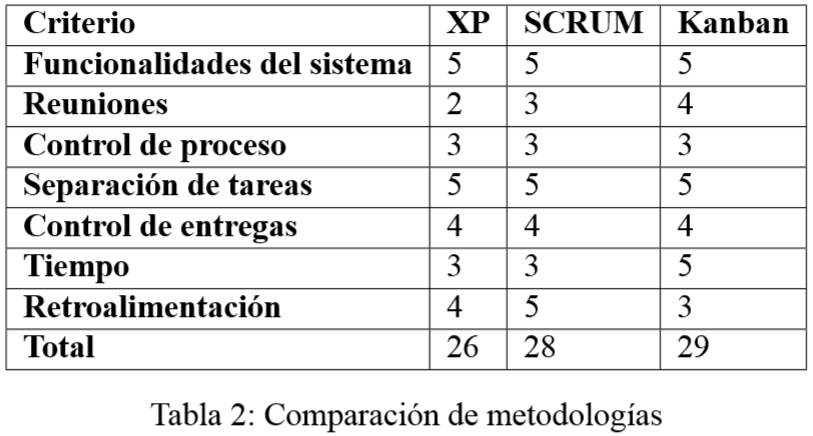 Criterio XP SCRUM Kanban
Funcionalidades del sistema 5 5 5
Reuniones 2 3 4
Control de proceso 3 3 3
Separación de tareas 5 5 5
Control de entregas 4 4 4
Tiempo 3 3 5
Retroalimentación 4 5 3
Total 26 28 29
Tabla 2: Comparación de metodologías